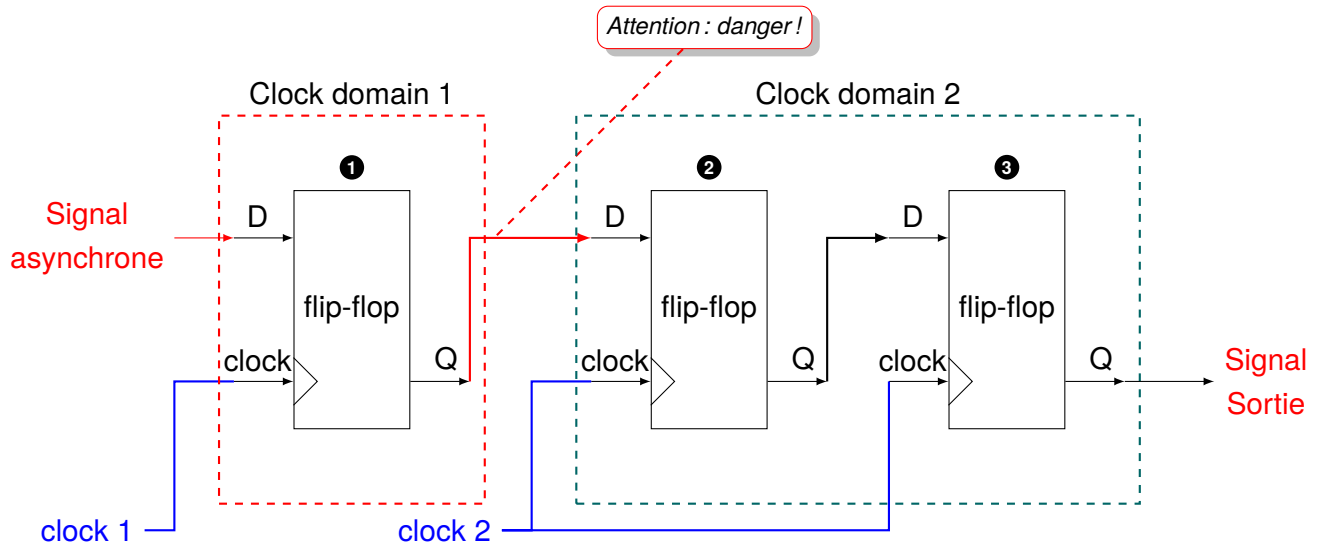 Attention : danger !
Clock domain 1
Clock domain 2
1
2
3
Signal
asynchrone
D
D
D
flip-flop
flip-flop
flip-flop
clock
Q
clock
Q
clock
Q
Signal
Sortie
clock 1
clock 2